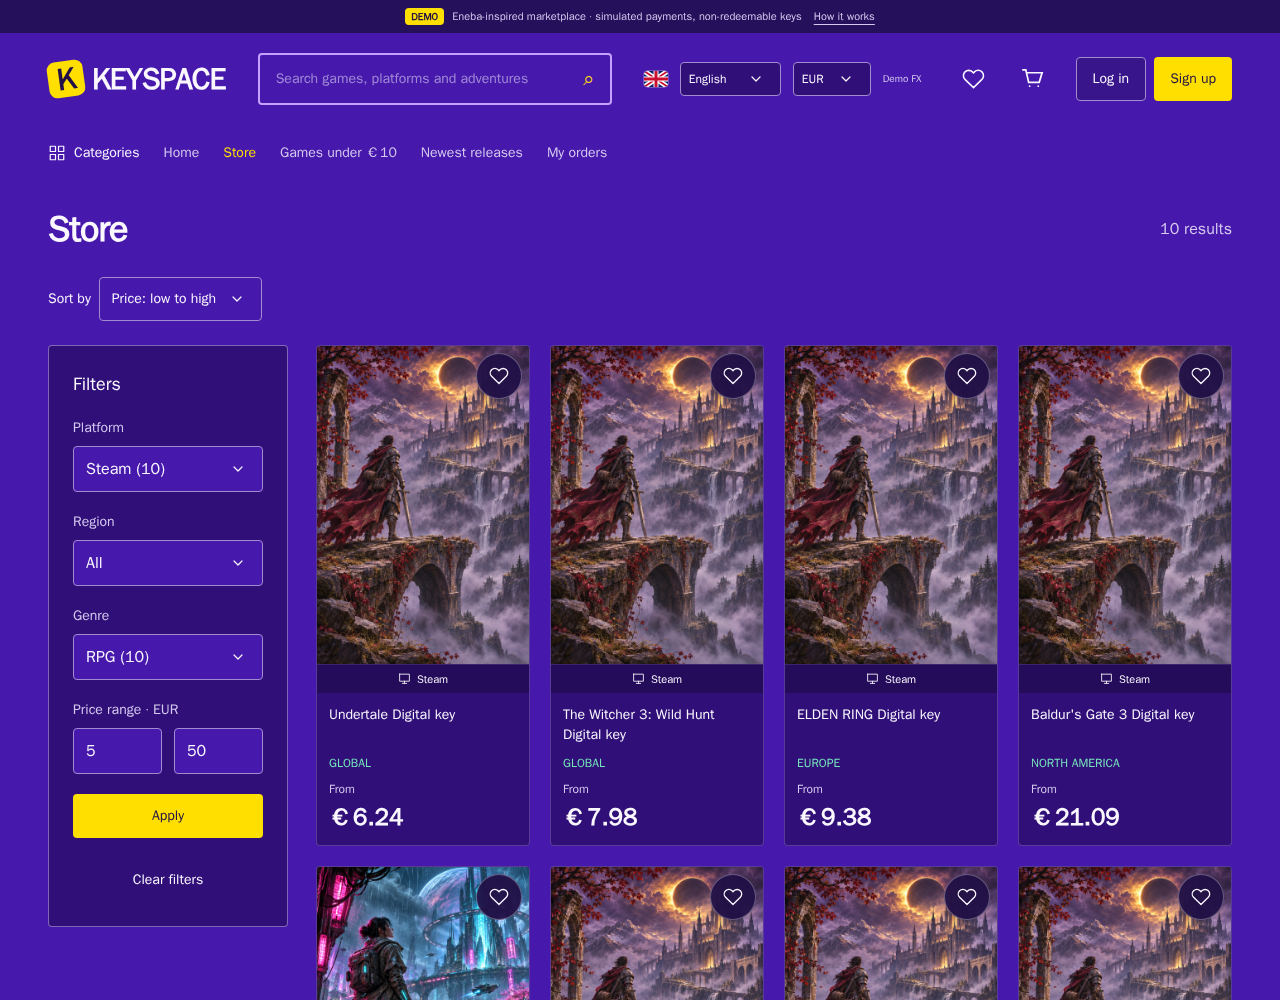 DEMO Eneba-inspired marketplace · simulated payments, non-redeemable keys How it works
K KEYSPACE
Search games, platforms and adventures
English
EUR
Demo FX
Log in
Sign up
Categories
Home
Store
Games under € 10
Newest releases
My orders
Store
10 results
Sort by
Price: low to high
Filters
Platform
Steam (10)
Region
All
Genre
RPG (10)
Price range · EUR
5
50
Apply
Clear filters
Steam
Undertale Digital key
GLOBAL
From
€ 6.24
Steam
The Witcher 3: Wild Hunt
Digital key
GLOBAL
From
€ 7.98
Steam
ELDEN RING Digital key
EUROPE
From
€ 9.38
Steam
Baldur's Gate 3 Digital key
NORTH AMERICA
From
€ 21.09